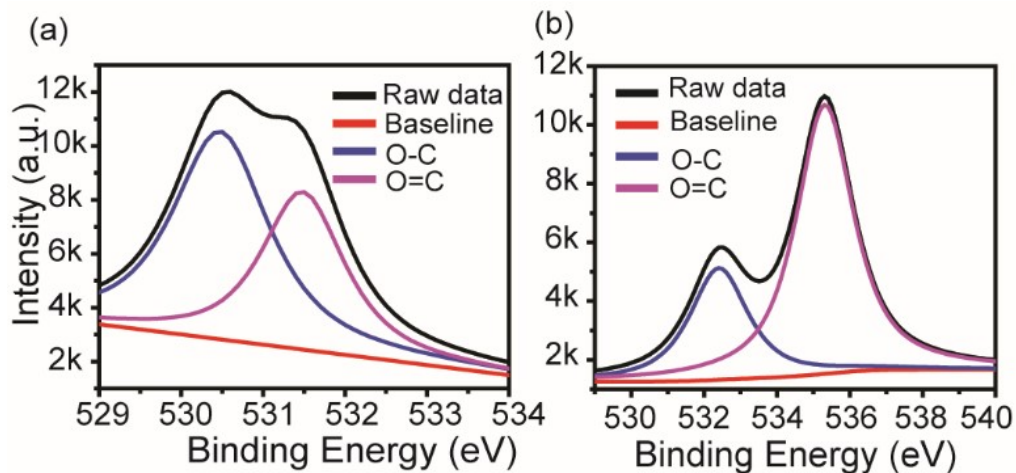 (a)
Intensity (a.u.)
12k
10k
8k
6k
4k
2k
Raw data
Baseline
O-C
O=C
529 530 531 532 533 534
Binding Energy (eV)
(b)
12k
10k
8k
6k
4k
2k
Raw data
Baseline
O-C
O=C
530 532 534 536 538 540
Binding Energy (eV)